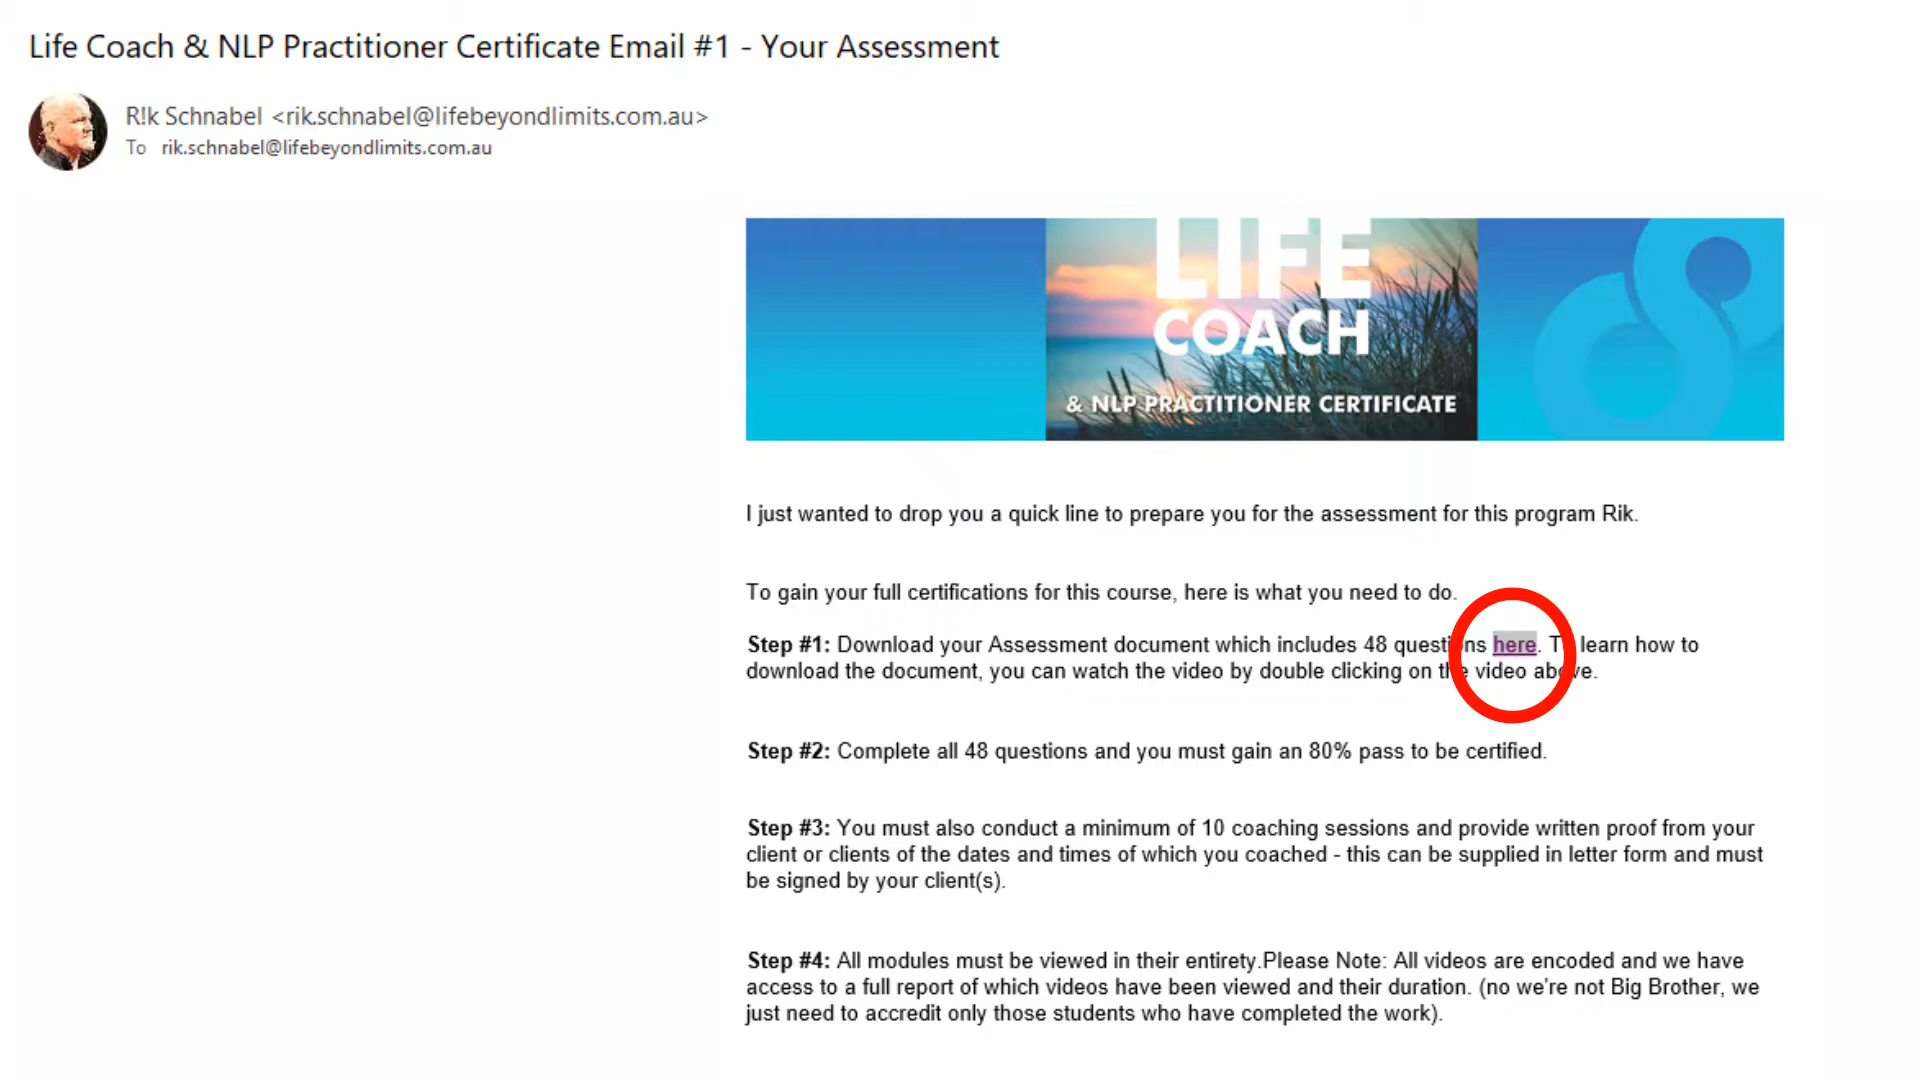 Life Coach & NLP Practitioner Certificate Email #1 - Your Assessment
R!k Schnabel <rik.schnabel@lifebeyondlimits.com.au>
To rik.schnabel@lifebeyondlimits.com.au
LIFE
COACH
& NLP PRACTITIONER CERTIFICATE
I just wanted to drop you a quick line to prepare you for the assessment for this program Rik.
To gain your full certifications for this course, here is what you need to do.
Step #1: Download your Assessment document which includes 48 questions here. To learn how to
download the document, you can watch the video by double clicking on the video above.
Step #2: Complete all 48 questions and you must gain an 80% pass to be certified.
Step #3: You must also conduct a minimum of 10 coaching sessions and provide written proof from your
client or clients of the dates and times of which you coached - this can be supplied in letter form and must
be signed by your client(s).
Step #4: All modules must be viewed in their entirety.Please Note: All videos are encoded and we have
access to a full report of which videos have been viewed and their duration. (no we're not Big Brother, we
just need to accredit only those students who have completed the work).